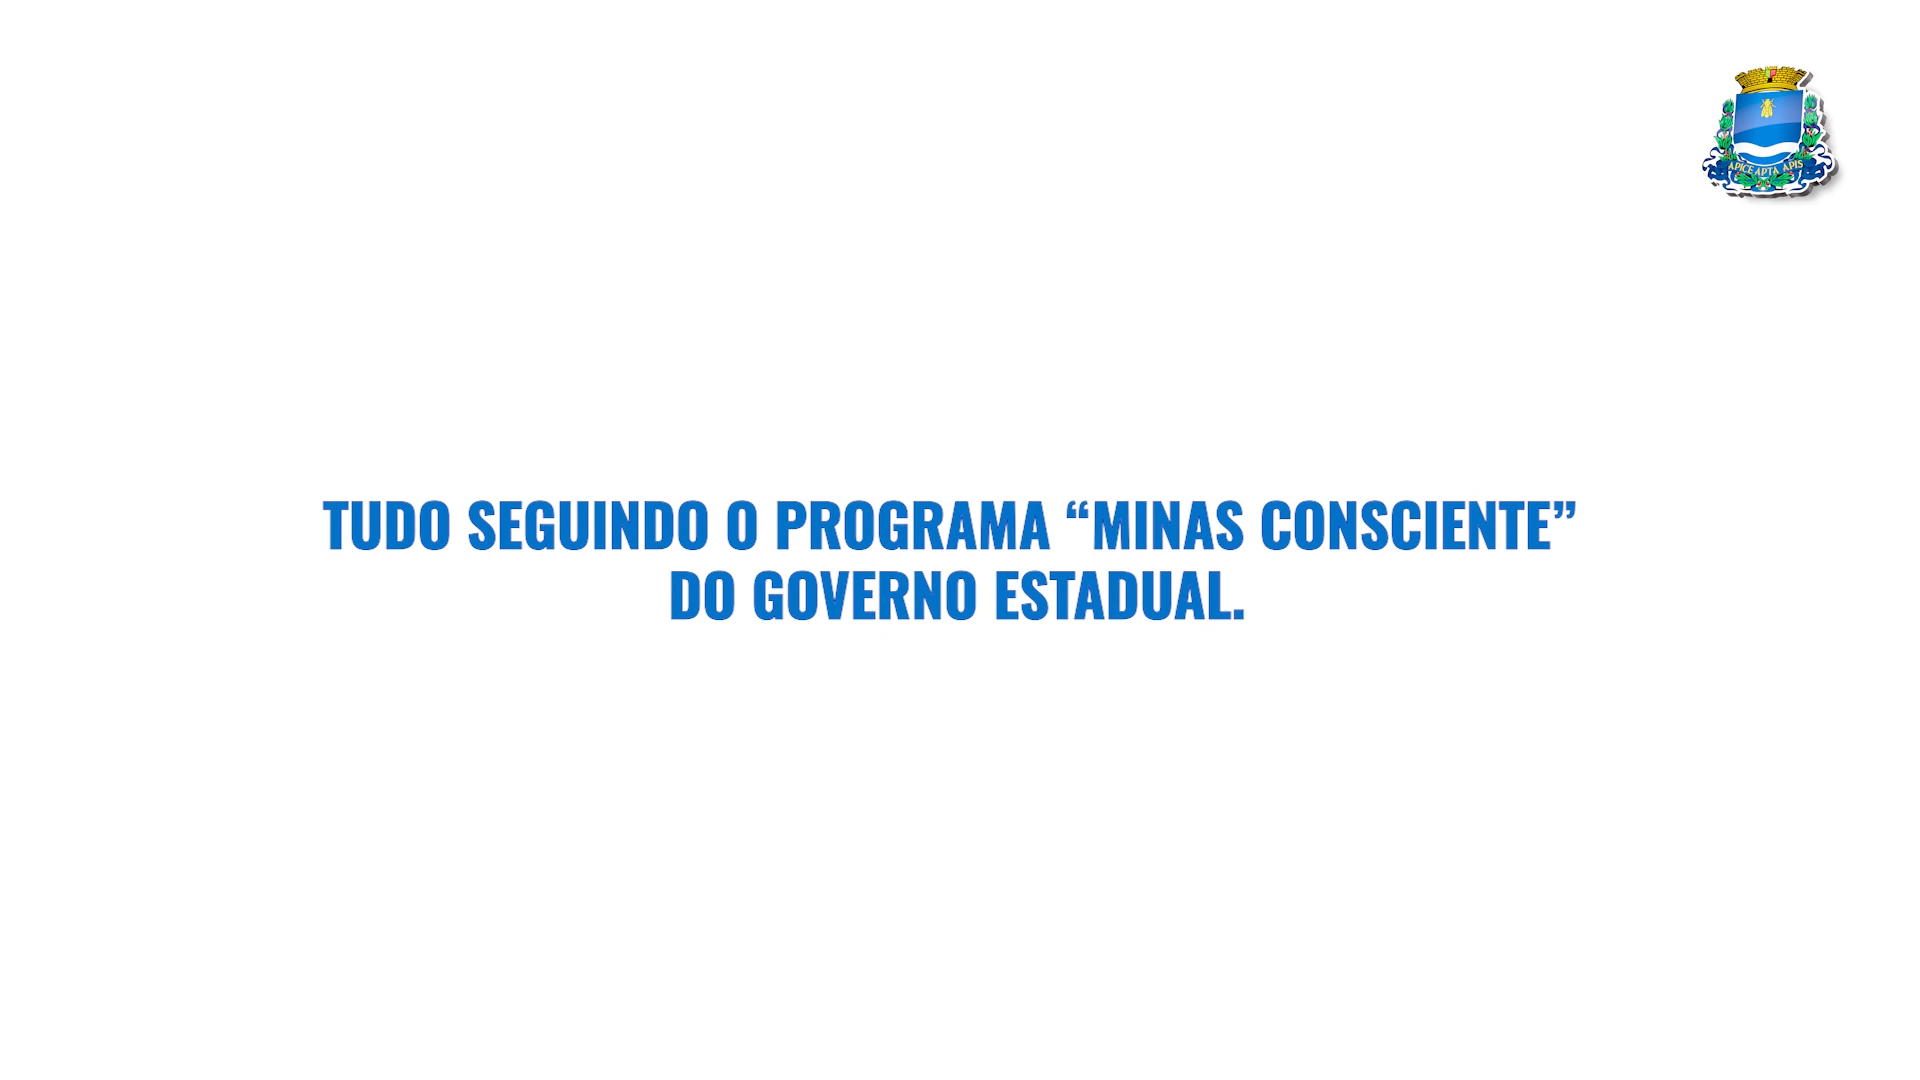 APICE APTA APIS
TUDO SEGUINDO O PROGRAMA “MINAS CONSCIENTE”
DO GOVERNO ESTADUAL.